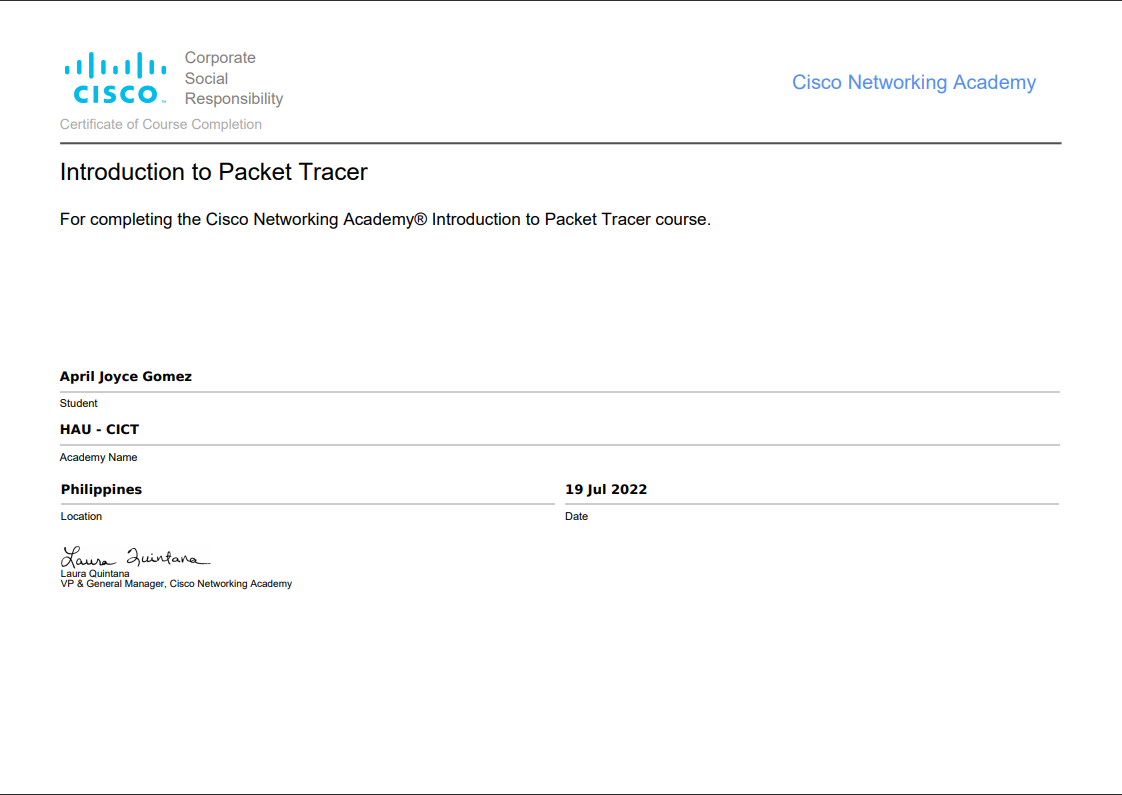 Corporate
Social
Responsibility
CISCO™
Cisco Networking Academy
Certificate of Course Completion
Introduction to Packet Tracer
For completing the Cisco Networking Academy® Introduction to Packet Tracer course.
April Joyce Gomez
Student
HAU - CICT
Academy Name
Philippines
19 Jul 2022
Location
Date
Laura Quintana
Laura Quintana
VP & General Manager, Cisco Networking Academy